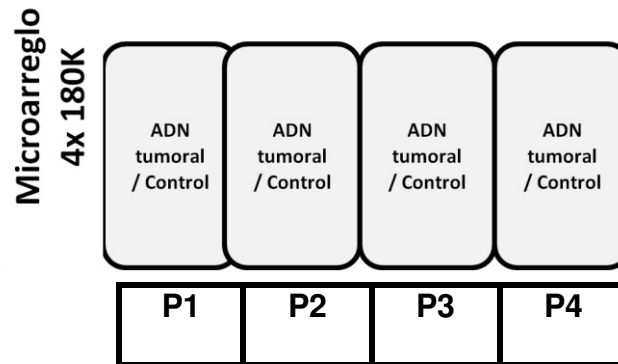 Microarreglo
4x 180K
ADN
tumoral
/ Control
ADN
tumoral
/ Control
ADN
tumoral
/ Control
ADN
tumoral
/ Control
P1
P2
P3
P4